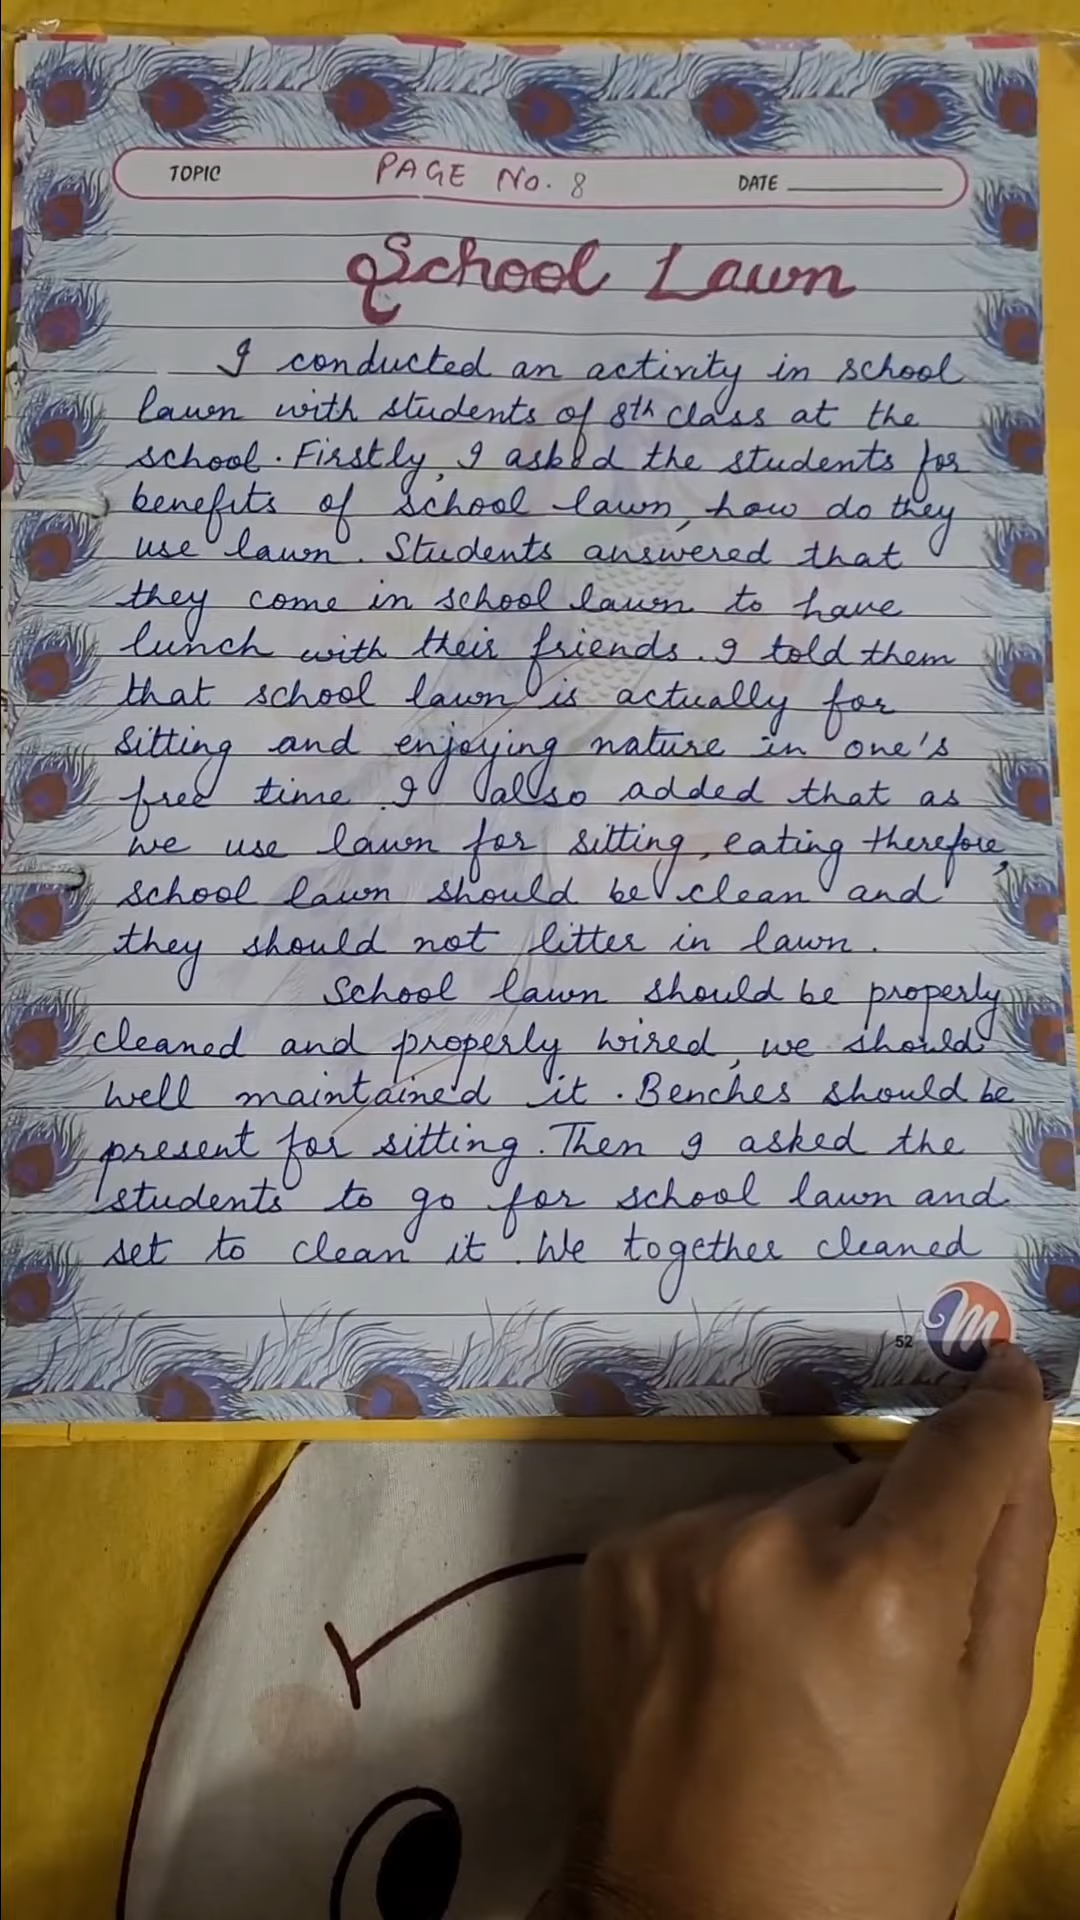 TOPIC PAGE No. 8 DATE
School Lawn
I conducted an activity in school
lawn with students of 8th class at the
school. Firstly, I asked the students for
benefits of school lawn, how do they
use lawn. Students answered that
they come in school lawn to have
lunch with their friends. I told them
that school lawn is actually for
sitting and enjoying nature in one's
free time. I also added that as
we use lawn for sitting, eating therefore,
school lawn should be clean and
they should not litter in lawn.
School lawn should be properly
cleaned and properly wired, we should
well maintained it. Benches should be
present for sitting. Then I asked the
students to go for school lawn and
set to clean it. We together cleaned
52 M